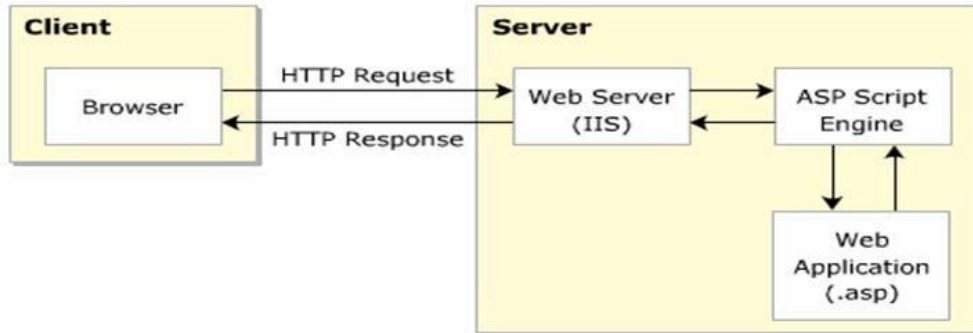 Client
Browser
HTTP Request
HTTP Response
Server
Web Server
(IIS)
ASP Script
Engine
Web
Application
(.asp)